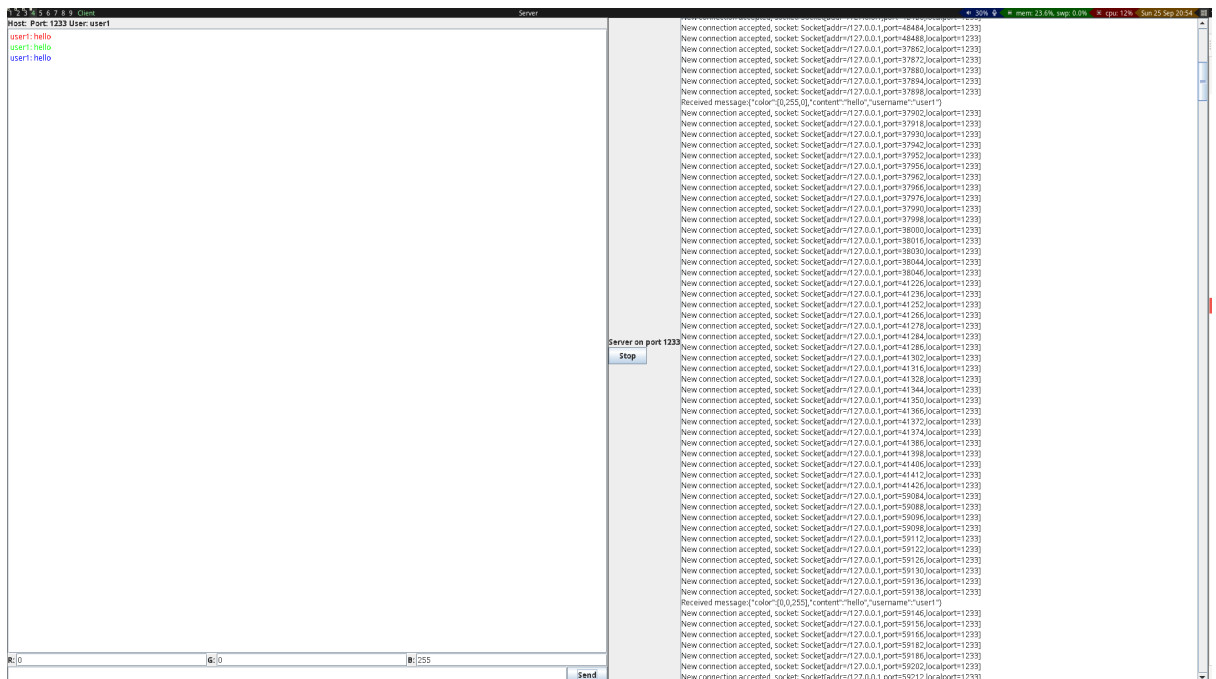 1 2 3 4 5 6 7 8 9 Client
Server
30%
mem: 23.6%, swp: 0.0%
cpu: 12%
Sun 25 Sep 20:54
Host: Port: 1233 User: user1
user1: hello
user1: hello
user1: hello
R: 0
G: 0
B: 255
Send
Server on port 1233
Stop
New connection accepted, socket: Socket[addr=/127.0.0.1,port=48484,localport=1233]
New connection accepted, socket: Socket[addr=/127.0.0.1,port=48488,localport=1233]
New connection accepted, socket: Socket[addr=/127.0.0.1,port=37862,localport=1233]
New connection accepted, socket: Socket[addr=/127.0.0.1,port=37872,localport=1233]
New connection accepted, socket: Socket[addr=/127.0.0.1,port=37880,localport=1233]
New connection accepted, socket: Socket[addr=/127.0.0.1,port=37894,localport=1233]
New connection accepted, socket: Socket[addr=/127.0.0.1,port=37898,localport=1233]
Received message:{"color":[0,255,0],"content":"hello","username":"user1"}
New connection accepted, socket: Socket[addr=/127.0.0.1,port=37902,localport=1233]
New connection accepted, socket: Socket[addr=/127.0.0.1,port=37918,localport=1233]
New connection accepted, socket: Socket[addr=/127.0.0.1,port=37930,localport=1233]
New connection accepted, socket: Socket[addr=/127.0.0.1,port=37942,localport=1233]
New connection accepted, socket: Socket[addr=/127.0.0.1,port=37952,localport=1233]
New connection accepted, socket: Socket[addr=/127.0.0.1,port=37956,localport=1233]
New connection accepted, socket: Socket[addr=/127.0.0.1,port=37962,localport=1233]
New connection accepted, socket: Socket[addr=/127.0.0.1,port=37966,localport=1233]
New connection accepted, socket: Socket[addr=/127.0.0.1,port=37976,localport=1233]
New connection accepted, socket: Socket[addr=/127.0.0.1,port=37990,localport=1233]
New connection accepted, socket: Socket[addr=/127.0.0.1,port=37998,localport=1233]
New connection accepted, socket: Socket[addr=/127.0.0.1,port=38000,localport=1233]
New connection accepted, socket: Socket[addr=/127.0.0.1,port=38016,localport=1233]
New connection accepted, socket: Socket[addr=/127.0.0.1,port=38030,localport=1233]
New connection accepted, socket: Socket[addr=/127.0.0.1,port=38044,localport=1233]
New connection accepted, socket: Socket[addr=/127.0.0.1,port=38046,localport=1233]
New connection accepted, socket: Socket[addr=/127.0.0.1,port=41226,localport=1233]
New connection accepted, socket: Socket[addr=/127.0.0.1,port=41236,localport=1233]
New connection accepted, socket: Socket[addr=/127.0.0.1,port=41252,localport=1233]
New connection accepted, socket: Socket[addr=/127.0.0.1,port=41266,localport=1233]
New connection accepted, socket: Socket[addr=/127.0.0.1,port=41278,localport=1233]
New connection accepted, socket: Socket[addr=/127.0.0.1,port=41284,localport=1233]
New connection accepted, socket: Socket[addr=/127.0.0.1,port=41286,localport=1233]
New connection accepted, socket: Socket[addr=/127.0.0.1,port=41302,localport=1233]
New connection accepted, socket: Socket[addr=/127.0.0.1,port=41316,localport=1233]
New connection accepted, socket: Socket[addr=/127.0.0.1,port=41328,localport=1233]
New connection accepted, socket: Socket[addr=/127.0.0.1,port=41344,localport=1233]
New connection accepted, socket: Socket[addr=/127.0.0.1,port=41350,localport=1233]
New connection accepted, socket: Socket[addr=/127.0.0.1,port=41366,localport=1233]
New connection accepted, socket: Socket[addr=/127.0.0.1,port=41372,localport=1233]
New connection accepted, socket: Socket[addr=/127.0.0.1,port=41374,localport=1233]
New connection accepted, socket: Socket[addr=/127.0.0.1,port=41386,localport=1233]
New connection accepted, socket: Socket[addr=/127.0.0.1,port=41398,localport=1233]
New connection accepted, socket: Socket[addr=/127.0.0.1,port=41406,localport=1233]
New connection accepted, socket: Socket[addr=/127.0.0.1,port=41412,localport=1233]
New connection accepted, socket: Socket[addr=/127.0.0.1,port=41426,localport=1233]
New connection accepted, socket: Socket[addr=/127.0.0.1,port=59084,localport=1233]
New connection accepted, socket: Socket[addr=/127.0.0.1,port=59088,localport=1233]
New connection accepted, socket: Socket[addr=/127.0.0.1,port=59096,localport=1233]
New connection accepted, socket: Socket[addr=/127.0.0.1,port=59098,localport=1233]
New connection accepted, socket: Socket[addr=/127.0.0.1,port=59112,localport=1233]
New connection accepted, socket: Socket[addr=/127.0.0.1,port=59122,localport=1233]
New connection accepted, socket: Socket[addr=/127.0.0.1,port=59126,localport=1233]
New connection accepted, socket: Socket[addr=/127.0.0.1,port=59130,localport=1233]
New connection accepted, socket: Socket[addr=/127.0.0.1,port=59136,localport=1233]
New connection accepted, socket: Socket[addr=/127.0.0.1,port=59138,localport=1233]
Received message:{"color":[0,0,255],"content":"hello","username":"user1"}
New connection accepted, socket: Socket[addr=/127.0.0.1,port=59146,localport=1233]
New connection accepted, socket: Socket[addr=/127.0.0.1,port=59156,localport=1233]
New connection accepted, socket: Socket[addr=/127.0.0.1,port=59166,localport=1233]
New connection accepted, socket: Socket[addr=/127.0.0.1,port=59182,localport=1233]
New connection accepted, socket: Socket[addr=/127.0.0.1,port=59186,localport=1233]
New connection accepted, socket: Socket[addr=/127.0.0.1,port=59202,localport=1233]
New connection accepted, socket: Socket[addr=/127.0.0.1,port=59212,localport=1233]